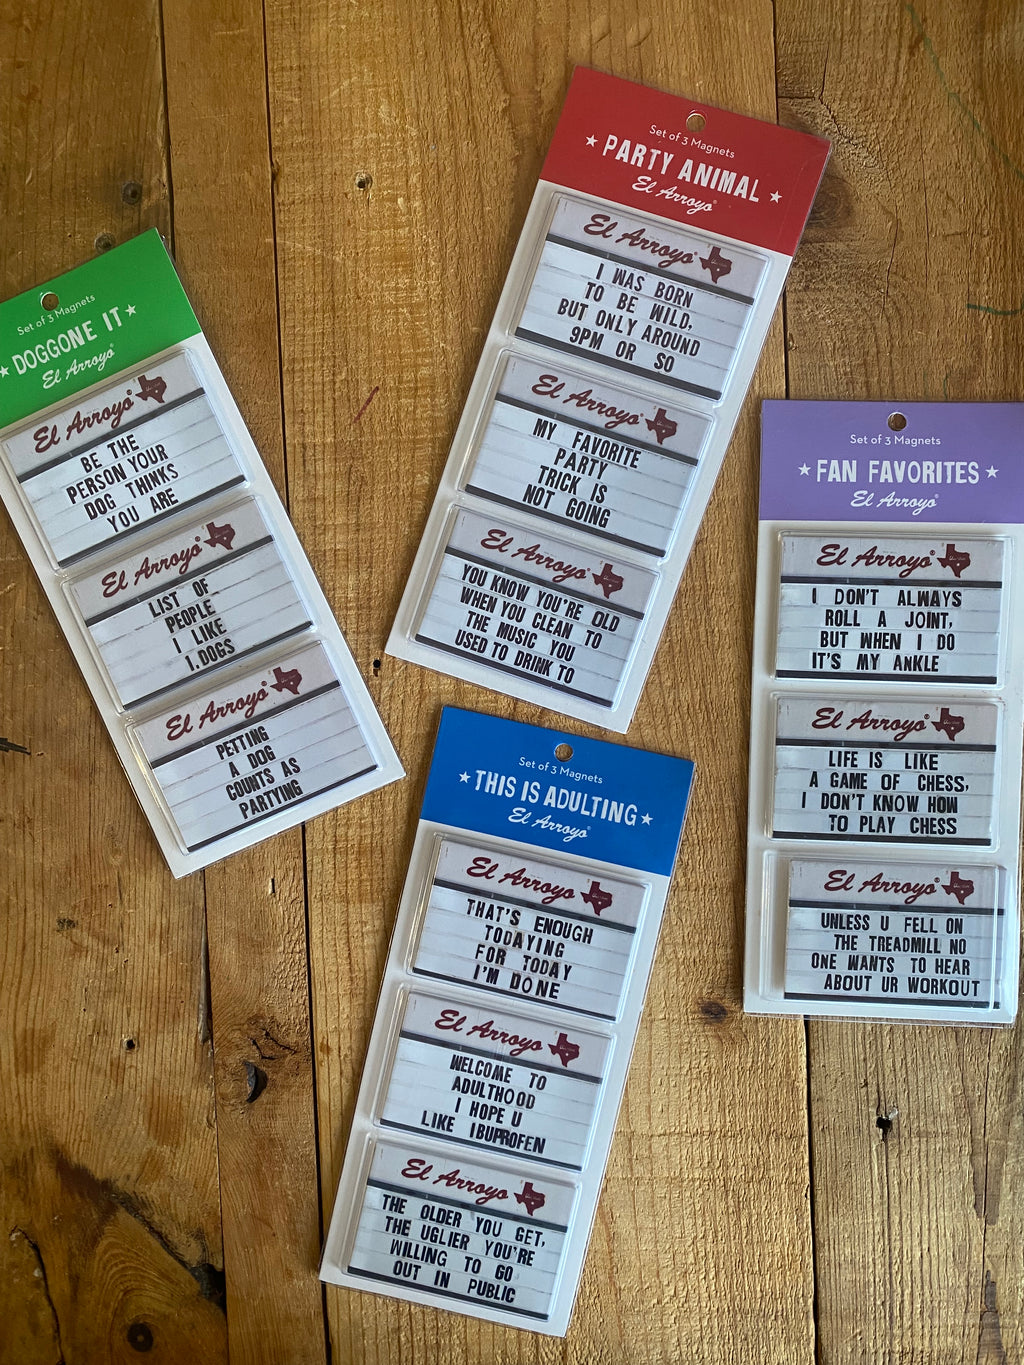 Set of 3 Magnets
DOGGONE IT
El Arroyo
El Arroyo
BE THE
PERSON YOUR
DOG THINKS
YOU ARE
El Arroyo
LIST OF
PEOPLE
I LIKE
1.DOGS
El Arroyo
PETTING
A DOG
COUNTS AS
PARTYING
Set of 3 Magnets
PARTY ANIMAL
El Arroyo®
El Arroyo
I WAS BORN
TO BE WILD,
BUT ONLY AROUND
9PM OR SO
El Arroyo
MY FAVORITE
PARTY
TRICK IS
NOT GOING
El Arroyo
YOU KNOW YOU'RE OLD
WHEN YOU CLEAN TO
THE MUSIC YOU
USED TO DRINK TO
Set of 3 Magnets
THIS IS ADULTING
El Arroyo®
El Arroyo
THAT'S ENOUGH
TODAYING
FOR TODAY
I'M DONE
El Arroyo
WELCOME TO
ADULTHOOD
I HOPE U
LIKE IBUPROFEN
El Arroyo
THE OLDER YOU GET,
THE UGLIER YOU'RE
WILLING TO GO
OUT IN PUBLIC
Set of 3 Magnets
FAN FAVORITES
El Arroyo®
El Arroyo®
I DON'T ALWAYS
ROLL A JOINT,
BUT WHEN I DO
IT'S MY ANKLE
El Arroyo®
LIFE IS LIKE
A GAME OF CHESS,
I DON'T KNOW HOW
TO PLAY CHESS
El Arroyo®
UNLESS U FELL ON
THE TREADMILL NO
ONE WANTS TO HEAR
ABOUT UR WORKOUT